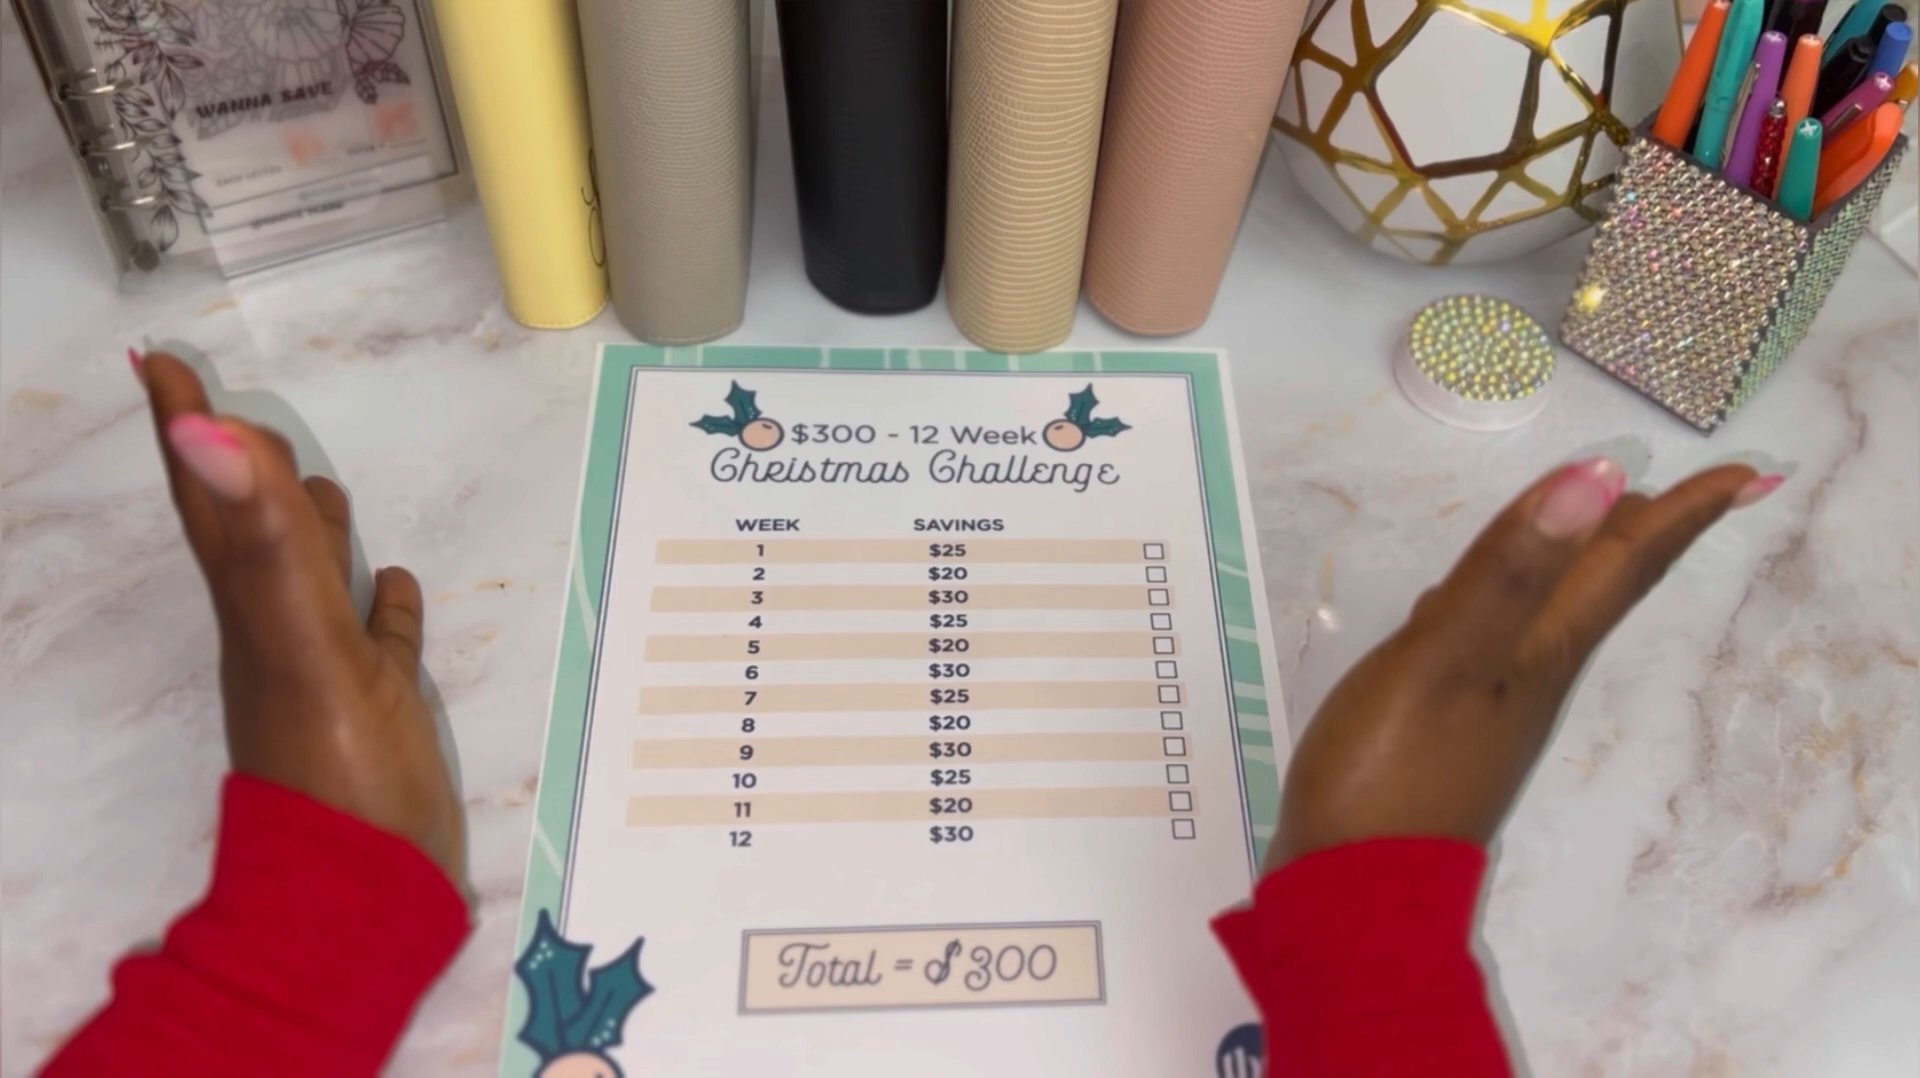 WANNA SAVE
$300 - 12 Week
Christmas Challenge
WEEK SAVINGS
1 $25
2 $20
3 $30
4 $25
5 $20
6 $30
7 $25
8 $20
9 $30
10 $25
11 $20
12 $30
Total = $300